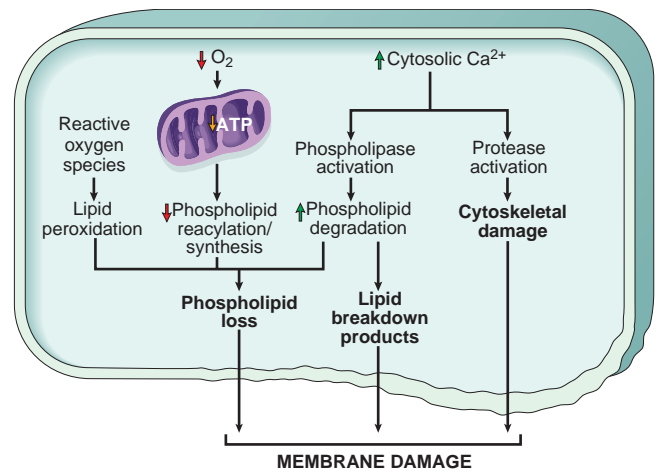 O2
Cytosolic Ca2+
ATP
Reactive
oxygen
species
Phospholipase
activation
Protease
activation
Lipid
peroxidation
Phospholipid
reacylation/
synthesis
Phospholipid
degradation
Cytoskeletal
damage
Phospholipid
loss
Lipid
breakdown
products
MEMBRANE DAMAGE